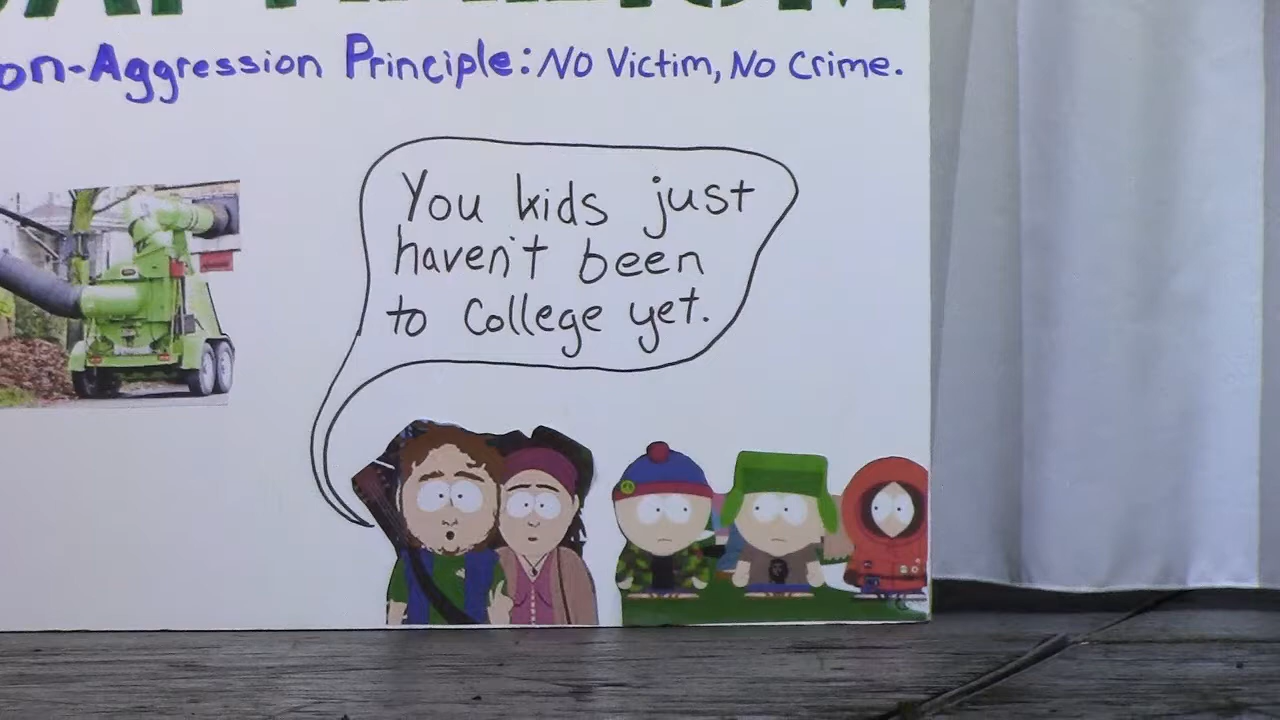 on-Aggression Principle: No Victim, No Crime.
You kids just
haven't been
to College yet.